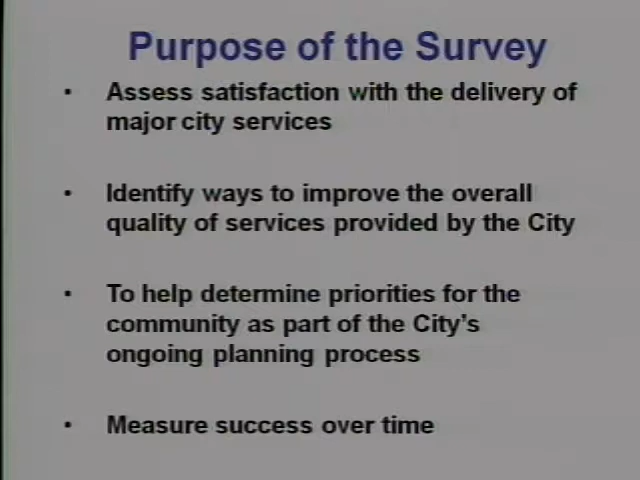 Purpose of the Survey
• Assess satisfaction with the delivery of
major city services
• Identify ways to improve the overall
quality of services provided by the City
• To help determine priorities for the
community as part of the City's
ongoing planning process
• Measure success over time